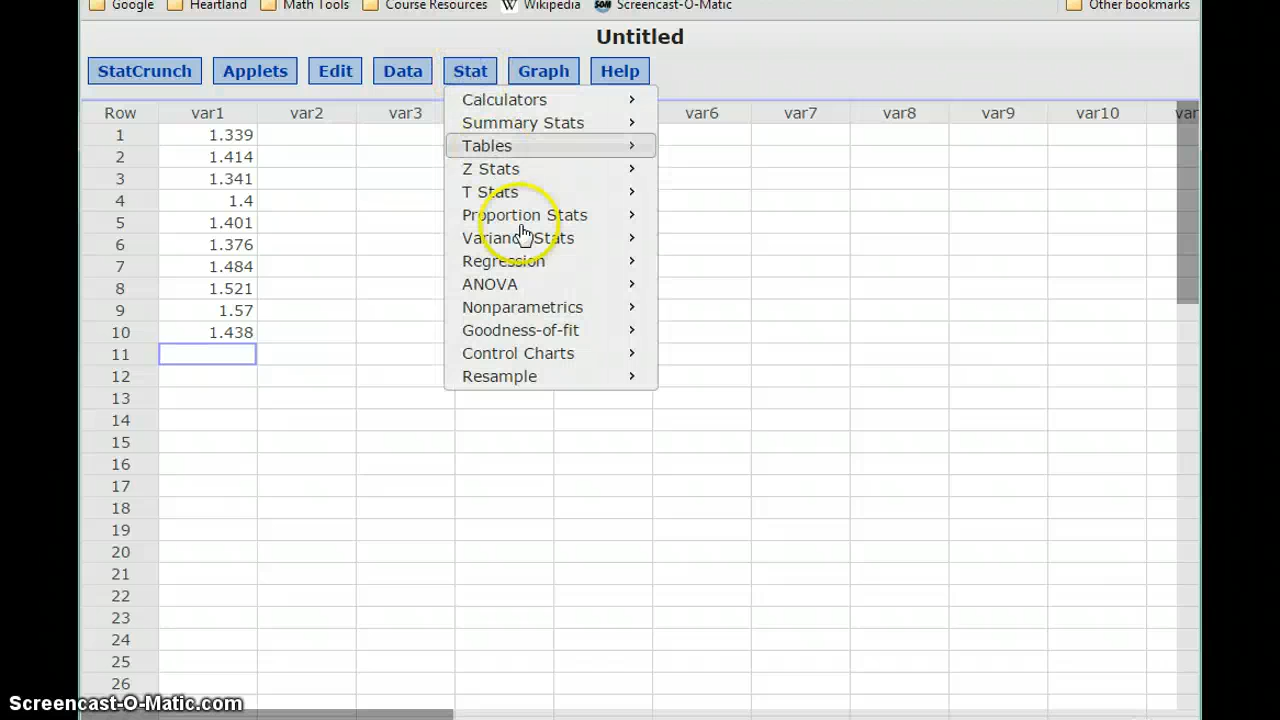 Google Heartland Math Tools Course Resources W Wikipedia SOM Screencast-O-Matic Other bookmarks
Untitled
StatCrunch Applets Edit Data Stat Graph Help
Row var1 var2 var3 var6 var7 var8 var9 var10 var
1 1.339
2 1.414
3 1.341
4 1.4
5 1.401
6 1.376
7 1.484
8 1.521
9 1.57
10 1.438
11
12
13
14
15
16
17
18
19
20
21
22
23
24
25
26
Calculators
Summary Stats
Tables
Z Stats
T Stats
Proportion Stats
Variance Stats
Regression
ANOVA
Nonparametrics
Goodness-of-fit
Control Charts
Resample
Screencast-O-Matic.com